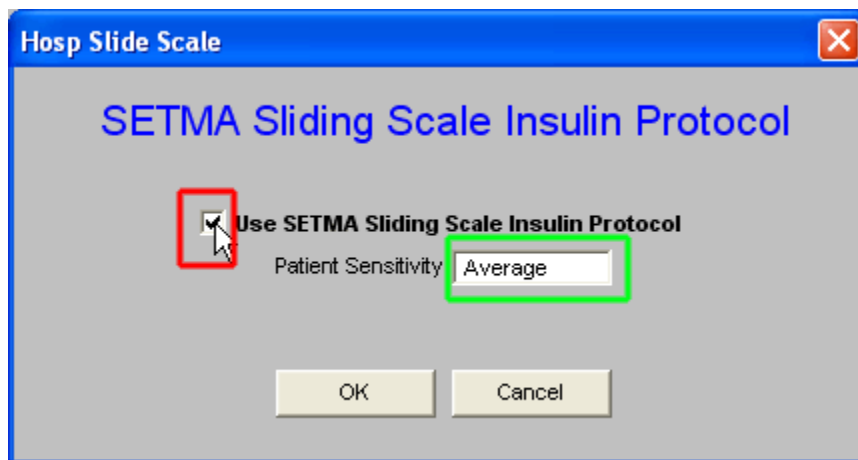 Hosp Slide Scale
SETMA Sliding Scale Insulin Protocol
Use SETMA Sliding Scale Insulin Protocol
Patient Sensitivity Average
OK Cancel